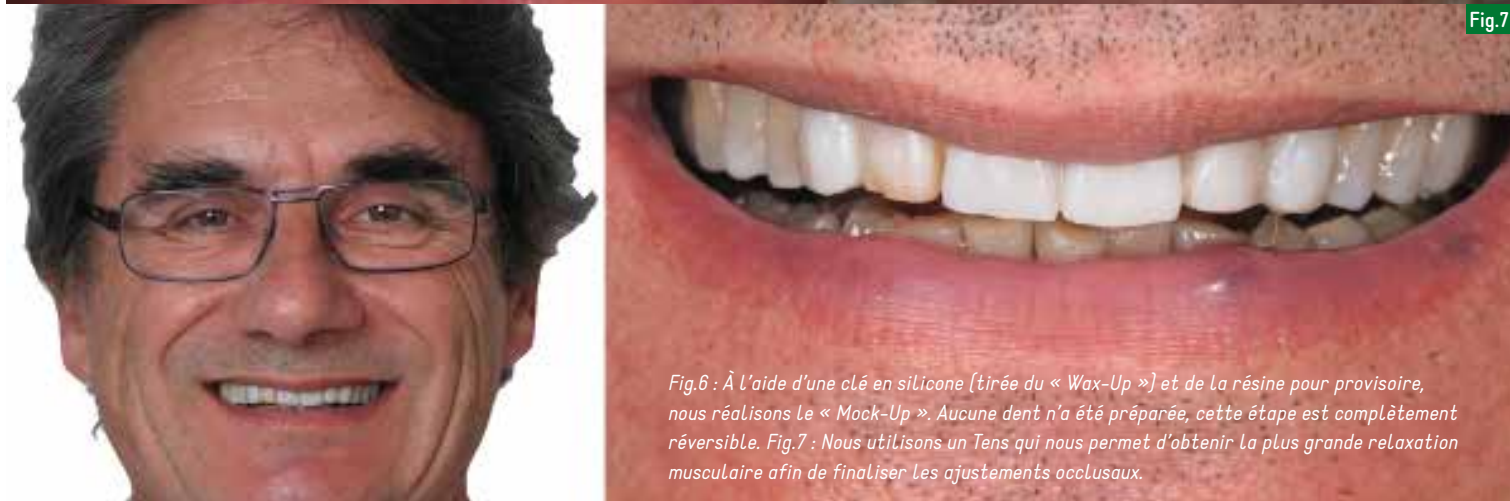 Fig.7
Fig.6 : À l'aide d'une clé en silicone (tirée du « Wax-Up ») et de la résine pour provisoire,
nous réalisons le « Mock-Up ». Aucune dent n'a été préparée, cette étape est complètement
réversible. Fig.7 : Nous utilisons un Tens qui nous permet d'obtenir la plus grande relaxation
musculaire afin de finaliser les ajustements occlusaux.